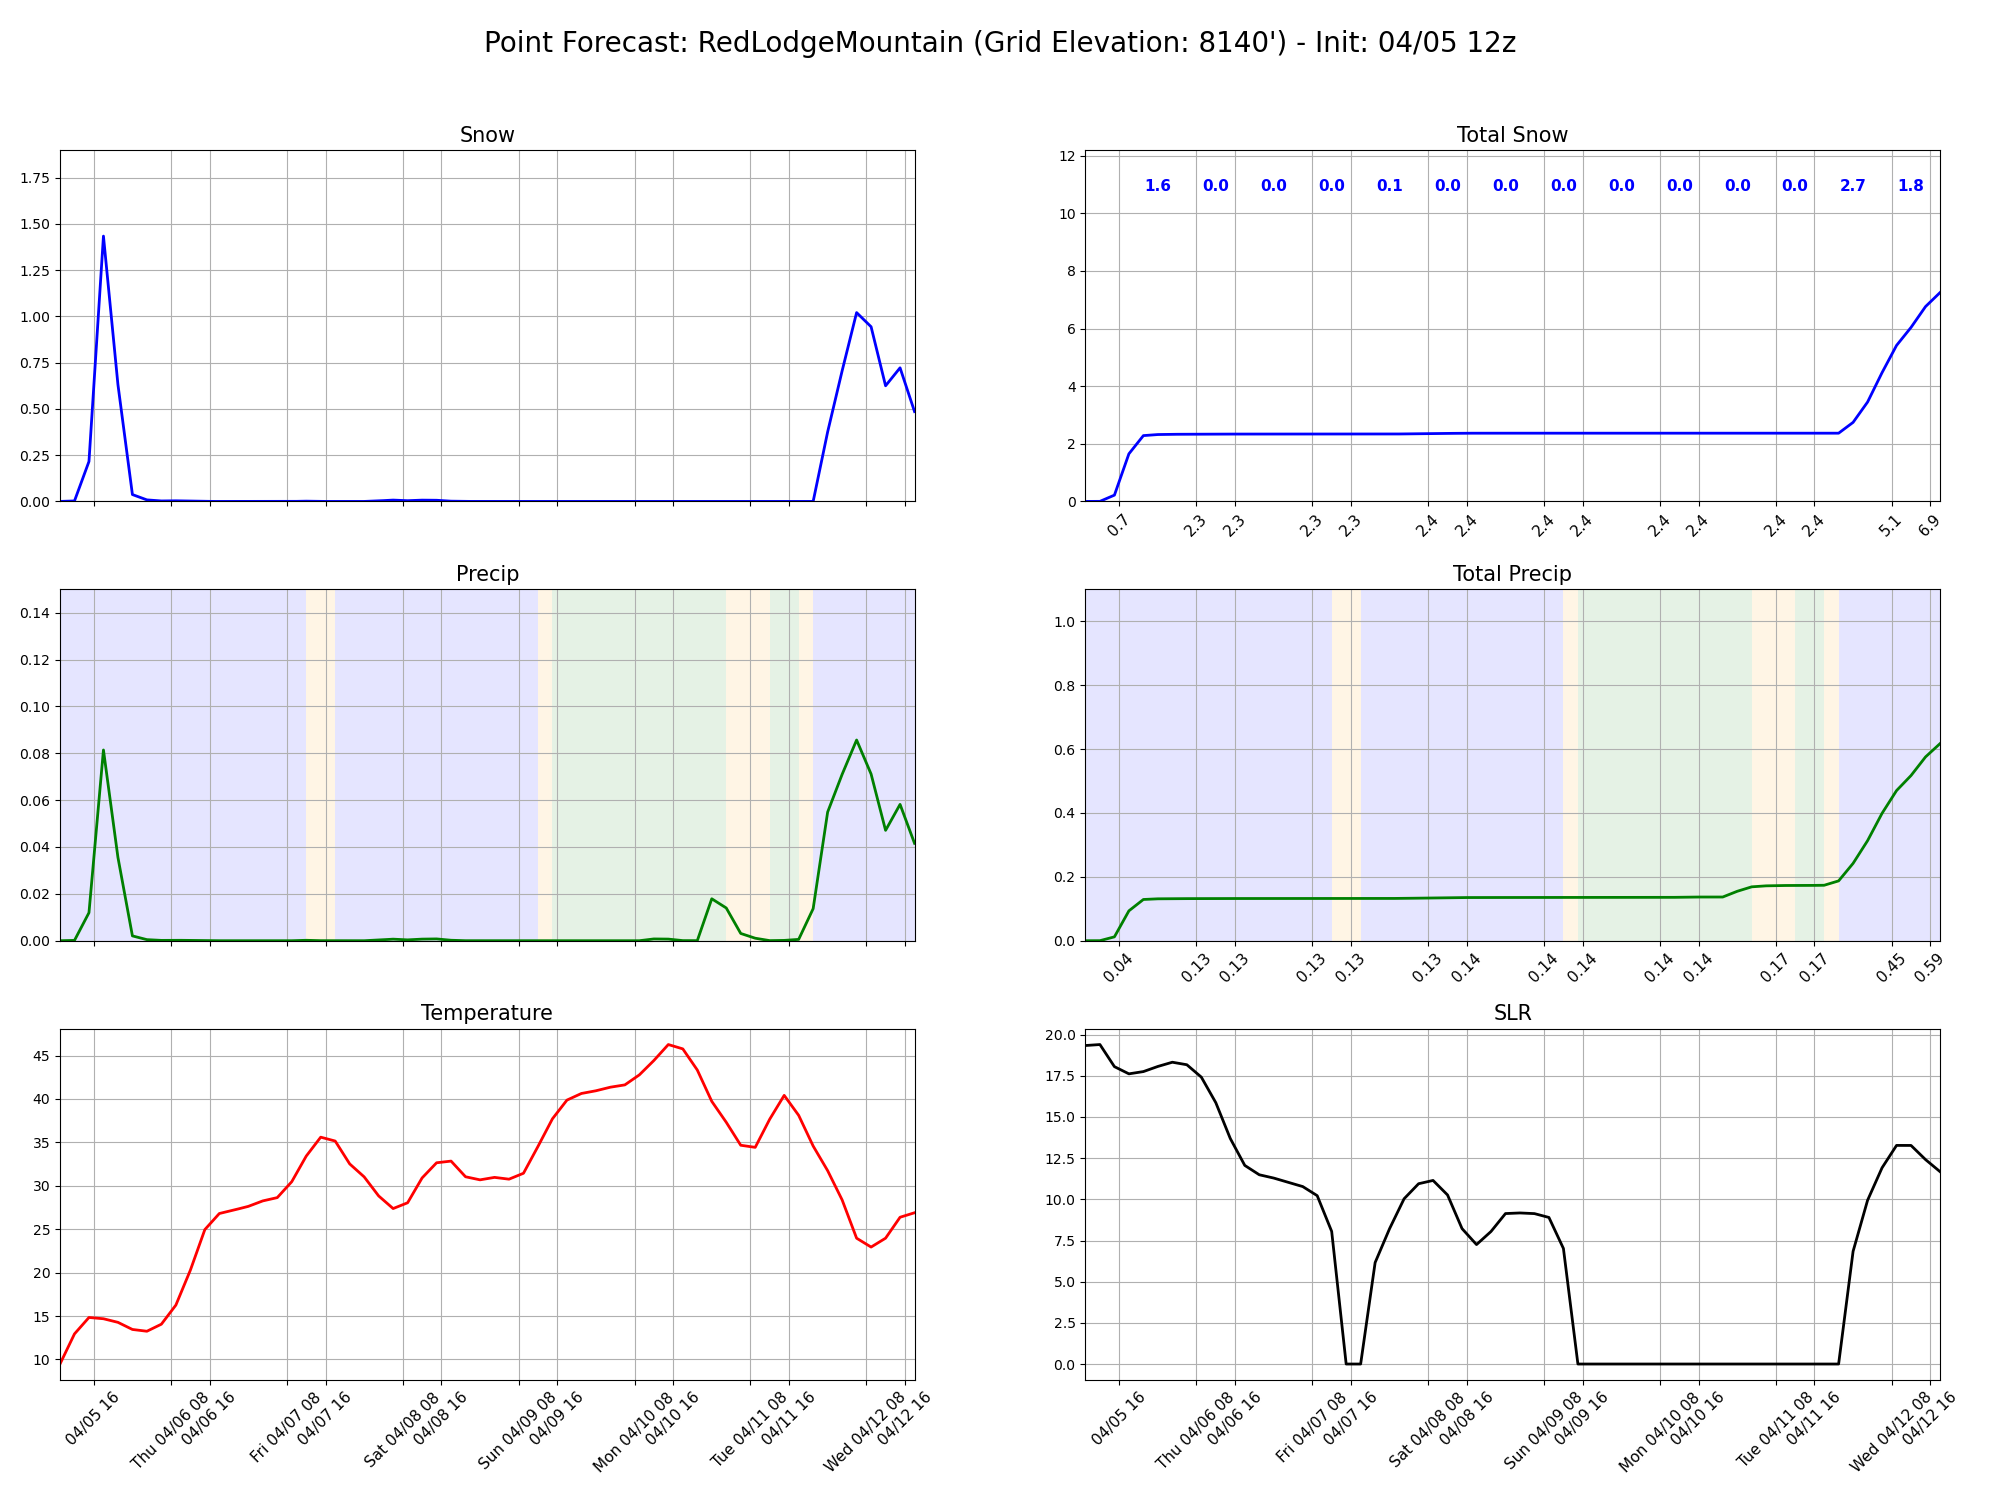 Point Forecast: RedLodgeMountain (Grid Elevation: 8140') - Init: 04/05 12z
Snow
1.75
1.50
1.25
1.00
0.75
0.50
0.25
0.00
Total Snow
12
10
8
6
4
2
0
1.6 0.0 0.0 0.0 0.1 0.0 0.0 0.0 0.0 0.0 0.0 0.0 2.7 1.8
0.7 2.3 2.3 2.3 2.3 2.4 2.4 2.4 2.4 2.4 2.4 2.4 2.4 5.1 6.9
Precip
0.14
0.12
0.10
0.08
0.06
0.04
0.02
0.00
Total Precip
1.0
0.8
0.6
0.4
0.2
0.0
0.04 0.13 0.13 0.13 0.13 0.13 0.14 0.14 0.14 0.14 0.14 0.17 0.17 0.45 0.59
Temperature
45
40
35
30
25
20
15
10
04/05 16
Thu 04/06 08
04/06 16
Fri 04/07 08
04/07 16
Sat 04/08 08
04/08 16
Sun 04/09 08
04/09 16
Mon 04/10 08
04/10 16
Tue 04/11 08
04/11 16
Wed 04/12 08
04/12 16
SLR
20.0
17.5
15.0
12.5
10.0
7.5
5.0
2.5
0.0
04/05 16
Thu 04/06 08
04/06 16
Fri 04/07 08
04/07 16
Sat 04/08 08
04/08 16
Sun 04/09 08
04/09 16
Mon 04/10 08
04/10 16
Tue 04/11 08
04/11 16
Wed 04/12 08
04/12 16